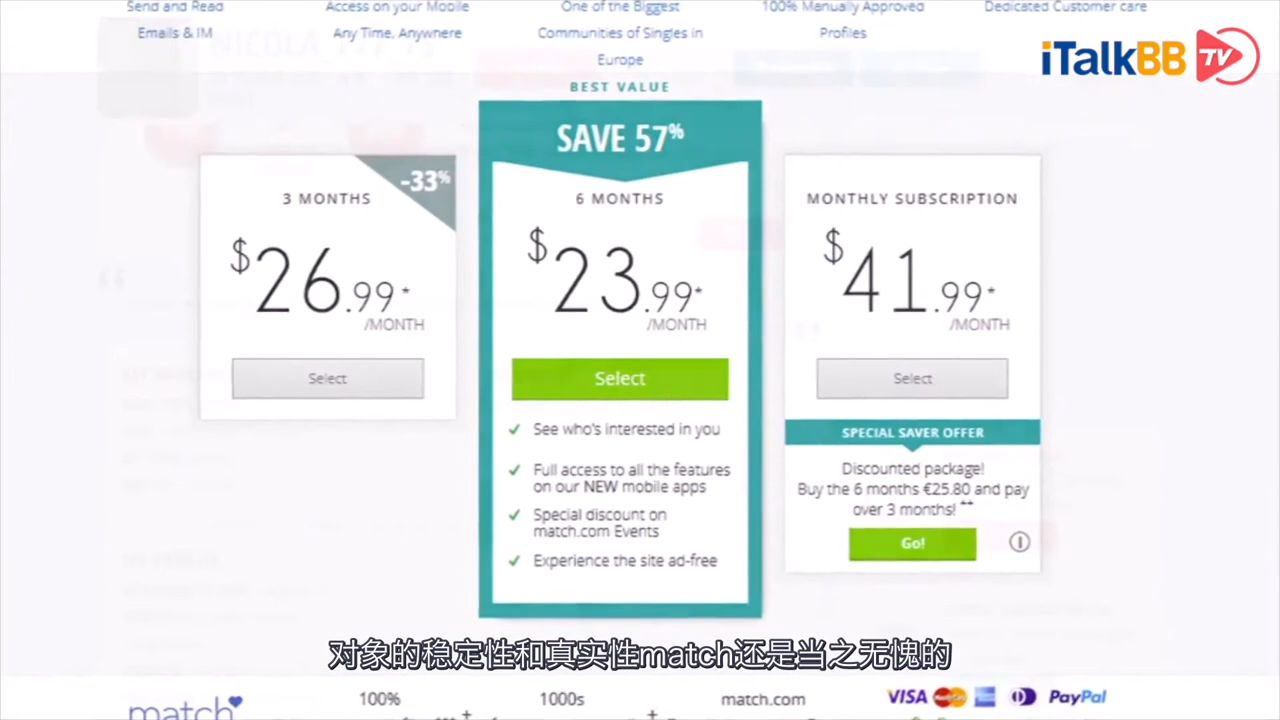 Send and Read
Emails & IM
Access on your Mobile
Any Time, Anywhere
One of the Biggest
Communities of Singles in
Europe
100% Manually Approved
Profiles
Dedicated Customer care
iTalkBB TV
BEST VALUE
SAVE 57%
-33%
3 MONTHS
$26.99*
/MONTH
Select
6 MONTHS
$23.99*
/MONTH
Select
See who's interested in you
Full access to all the features
on our NEW mobile apps
Special discount on
match.com Events
Experience the site ad-free
MONTHLY SUBSCRIPTION
$41.99*
/MONTH
Select
SPECIAL SAVER OFFER
Discounted package!
Buy the 6 months €25.80 and pay
over 3 months! **
Go!
对象的稳定性和真实性match还是当之无愧的
match
100%
1000s
match.com
VISA MasterCard PayPal